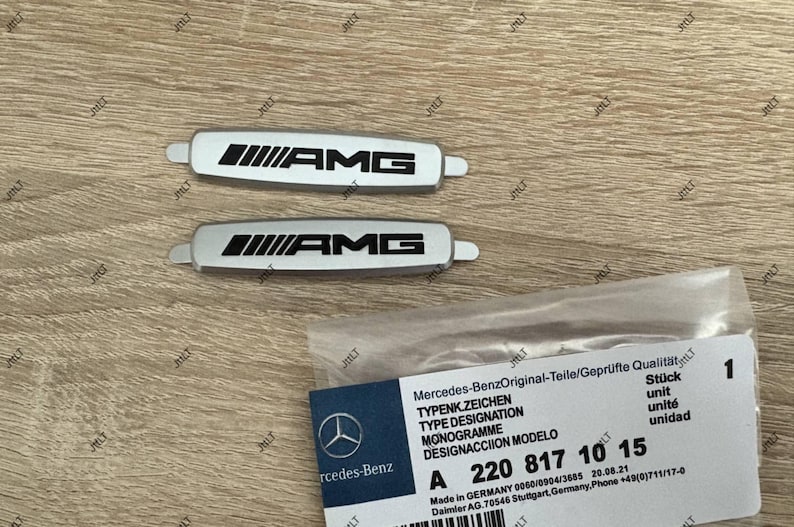 AMG
AMG
Mercedes-BenzOriginal-Teile/Geprüfte Qualität
TYPENK.ZEICHEN
TYPE DESIGNATION
MONOGRAMME
DESIGNACCIION MODELO
Stück
unit
unité
unidad
1
rcedes-Benz
A 220 817 10 15
Made in GERMANY 0060/0904/3685 20.08.21
Daimler AG.70546 Stuttgart,Germany,Phone +49(0)711/17-0